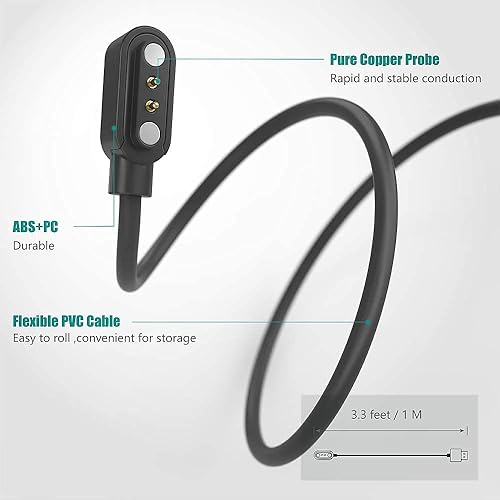 Pure Copper Probe
Rapid and stable conduction
ABS+PC
Durable
Flexible PVC Cable
Easy to roll ,convenient for storage
3.3 feet / 1 M